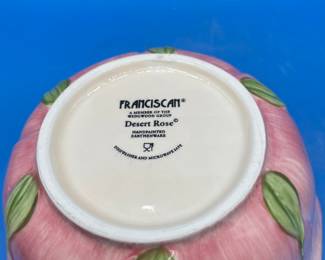 FRANCISCAN®
A MEMBER OF THE
WEDGWOOD GROUP
Desert Rose©
HANDPAINTED
EARTHENWARE
DISHWASHER AND MICROWAVE SAFE